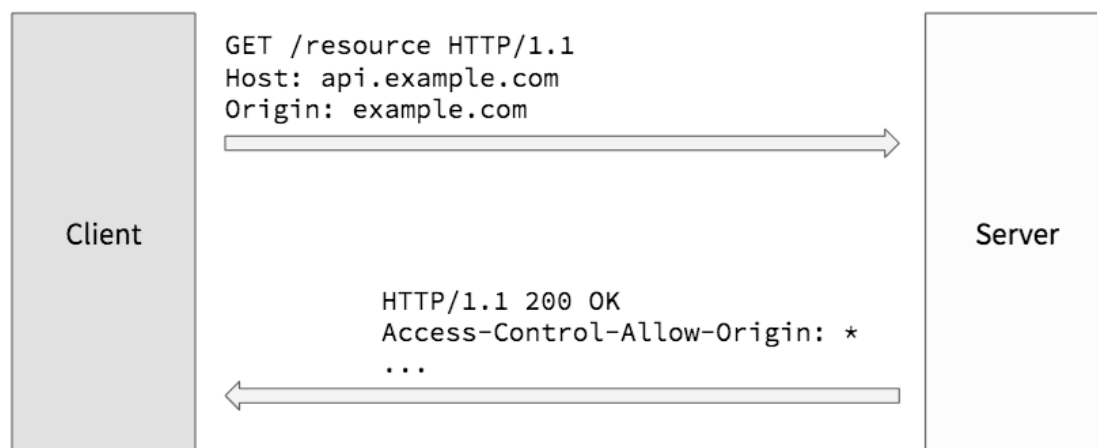 GET /resource HTTP/1.1
Host: api.example.com
Origin: example.com
Client
Server
HTTP/1.1 200 OK
Access-Control-Allow-Origin: *
...